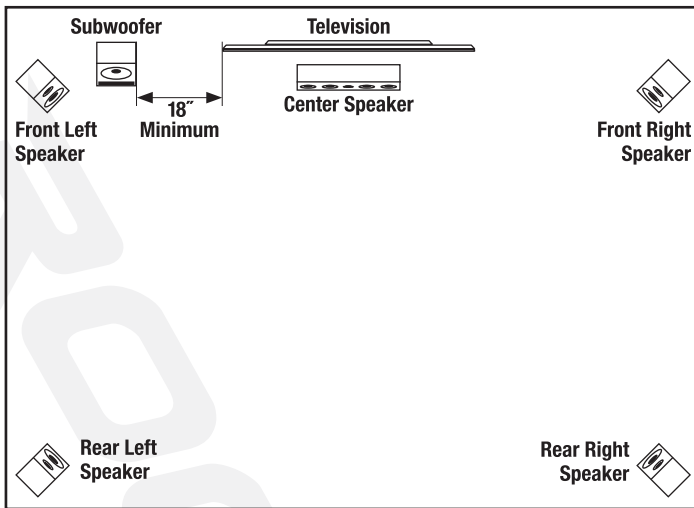 Subwoofer
Television
18″
Minimum
Center Speaker
Front Left
Speaker
Front Right
Speaker
Rear Left
Speaker
Rear Right
Speaker